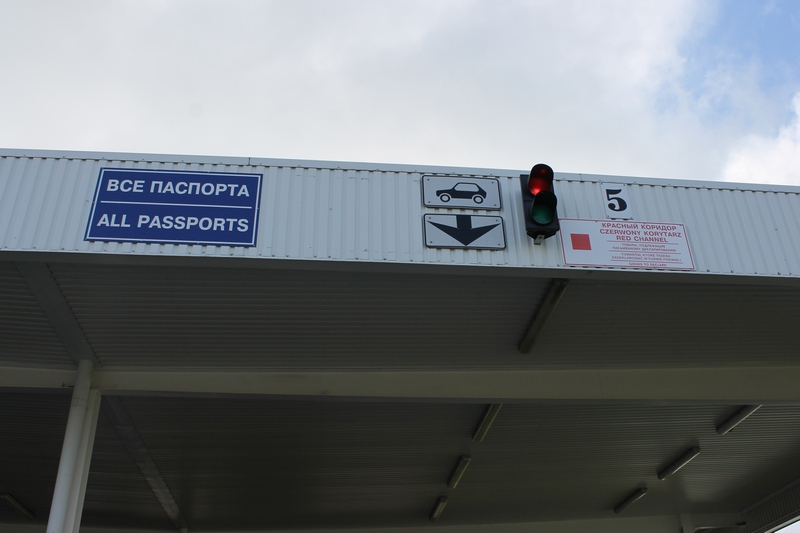 ВСЕ ПАСПОРТА
ALL PASSPORTS
5
КРАСНЫЙ КОРИДОР
CZERWONY KORYTARZ
RED CHANNEL